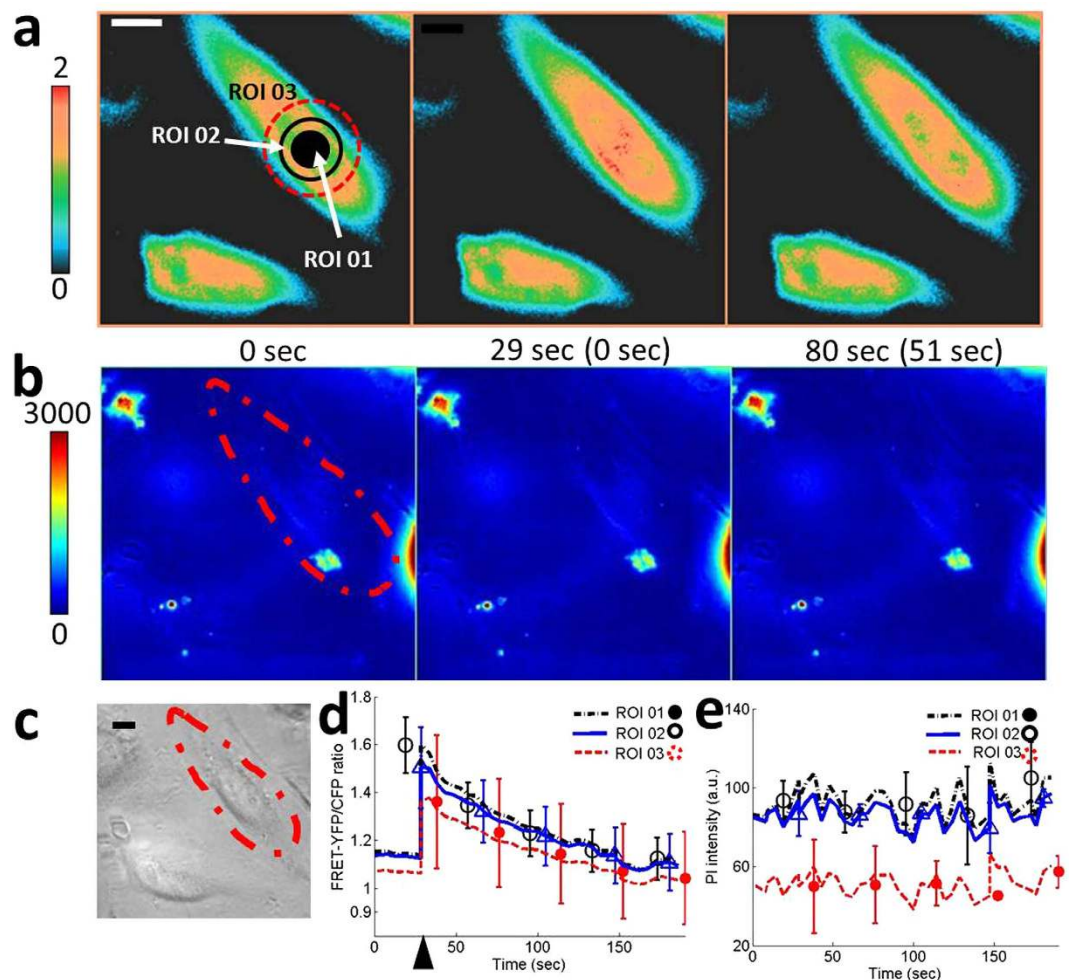 a
2
0
ROI 03
ROI 02
ROI 01
0 sec
29 sec (0 sec)
80 sec (51 sec)
b
3000
0
c
d
FRET-YFP/CFP ratio
1.8
1.6
1.4
1.2
1
0.8
0
50
100
150
Time (sec)
ROI 01
ROI 02
ROI 03
e
PI intensity (a.u.)
140
100
60
20
0
50
100
150
Time (sec)
ROI 01
ROI 02
ROI 03